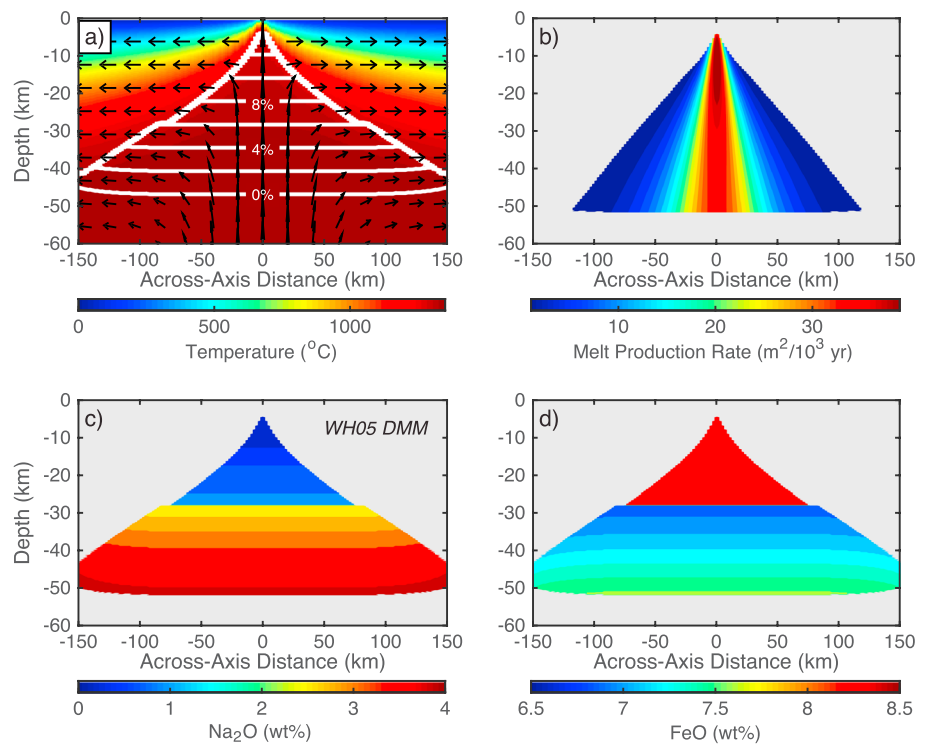 a)
0
-10
-20
-30
-40
-50
-60
Depth (km)
8%
4%
0%
-150 -100 -50 0 50 100 150
Across-Axis Distance (km)
0 500 1000
Temperature (°C)
b)
0
-10
-20
-30
-40
-50
-60
-150 -100 -50 0 50 100 150
Across-Axis Distance (km)
10 20 30
Melt Production Rate (m²/10³ yr)
c)
WH05 DMM
0
-10
-20
-30
-40
-50
-60
Depth (km)
-150 -100 -50 0 50 100 150
Across-Axis Distance (km)
0 1 2 3 4
Na₂O (wt%)
d)
0
-10
-20
-30
-40
-50
-60
-150 -100 -50 0 50 100 150
Across-Axis Distance (km)
6.5 7 7.5 8 8.5
FeO (wt%)